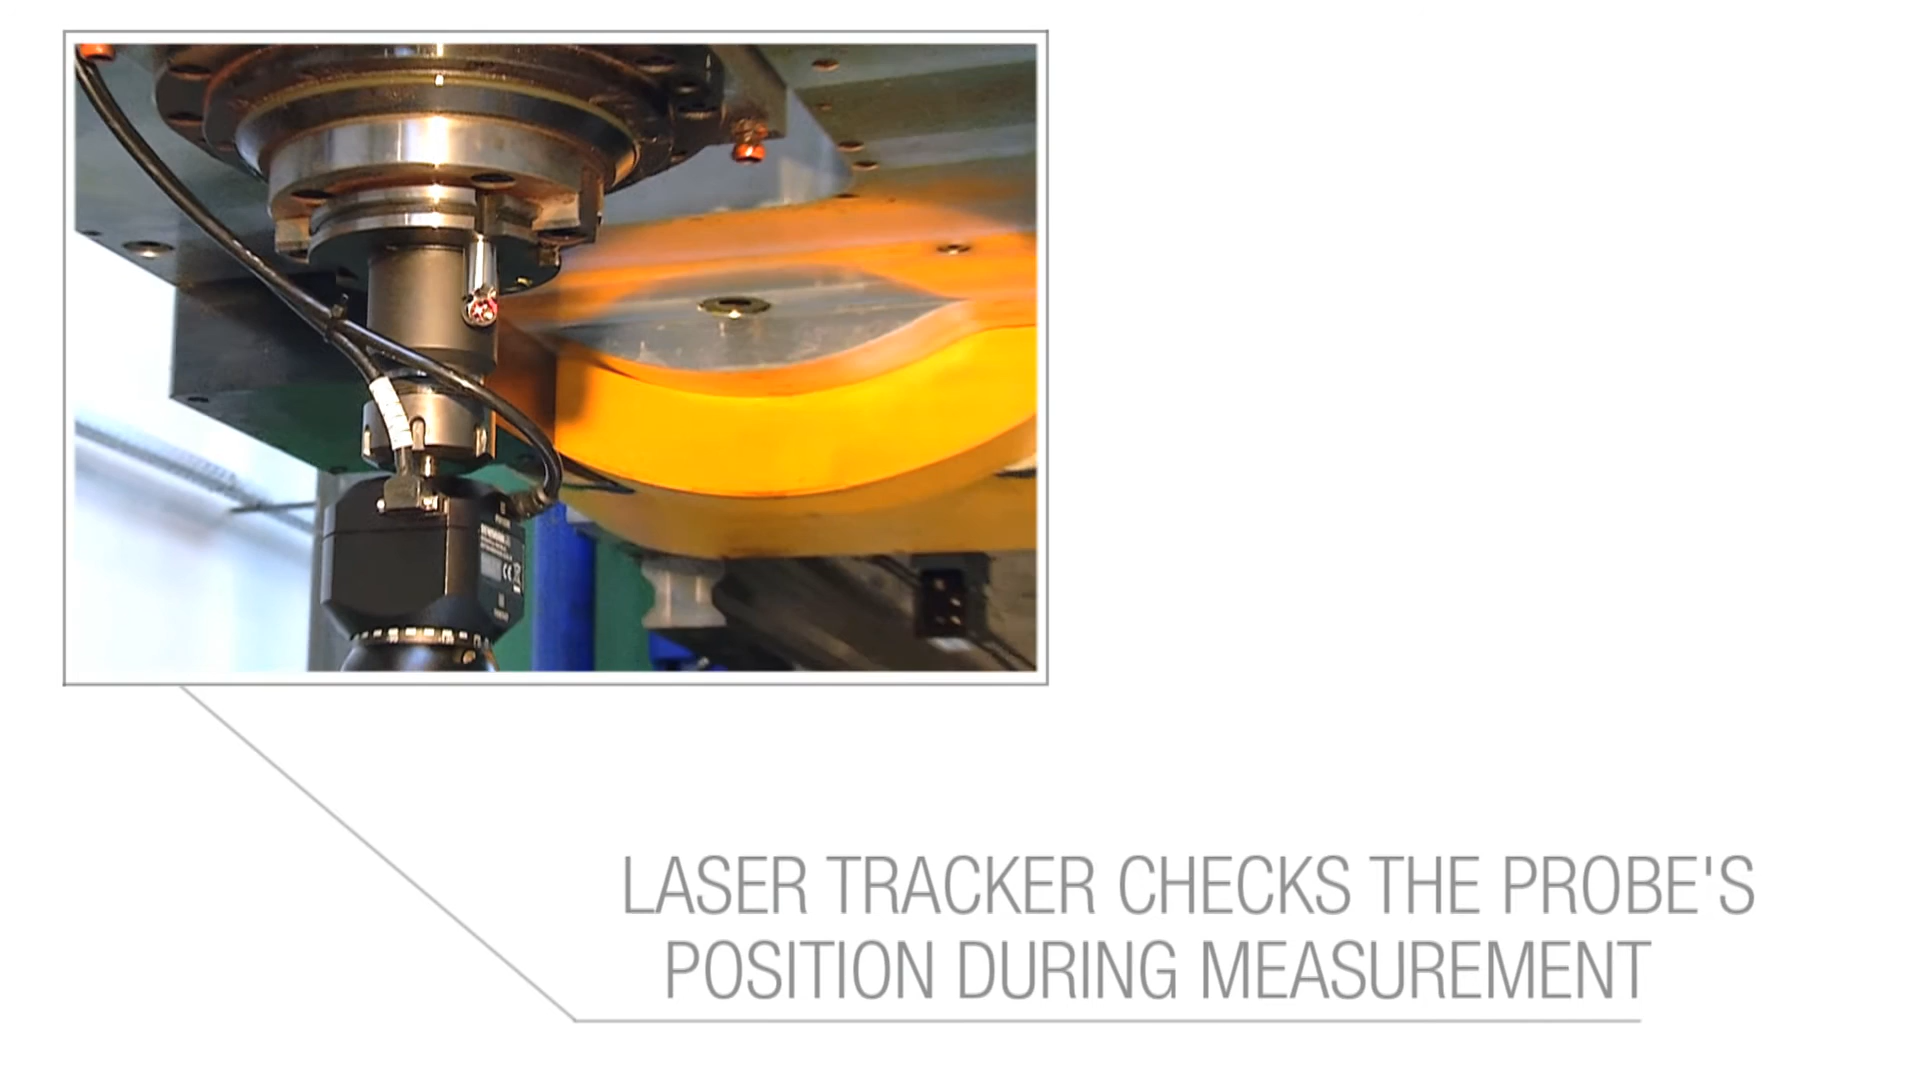 LASER TRACKER CHECKS THE PROBE'S
POSITION DURING MEASUREMENT